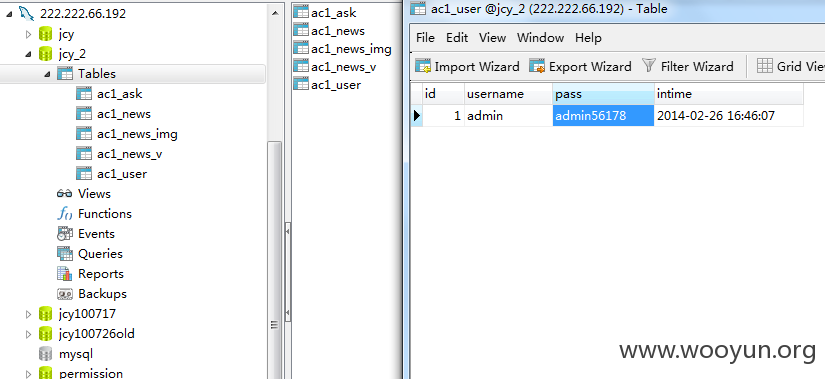 222.222.66.192
jcy
jcy_2
Tables
ac1_ask
ac1_news
ac1_news_img
ac1_news_v
ac1_user
Views
Functions
Events
Queries
Reports
Backups
jcy100717
jcy100726old
mysql
permission
ac1_ask
ac1_news
ac1_news_img
ac1_news_v
ac1_user
ac1_user @jcy_2 (222.222.66.192) - Table
File Edit View Window Help
Import Wizard Export Wizard Filter Wizard Grid View
id username pass intime
1 admin admin56178 2014-02-26 16:46:07
www.wooyun.org